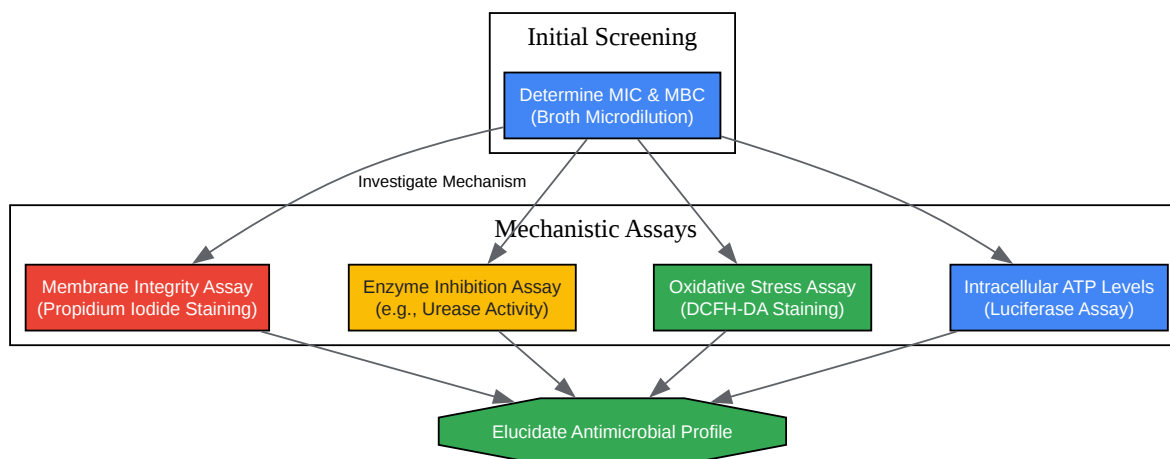 Initial Screening
Determine MIC & MBC
(Broth Microdilution)
Investigate Mechanism
Mechanistic Assays
Membrane Integrity Assay
(Propidium Iodide Staining)
Enzyme Inhibition Assay
(e.g., Urease Activity)
Oxidative Stress Assay
(DCFH-DA Staining)
Intracellular ATP Levels
(Luciferase Assay)
Elucidate Antimicrobial Profile